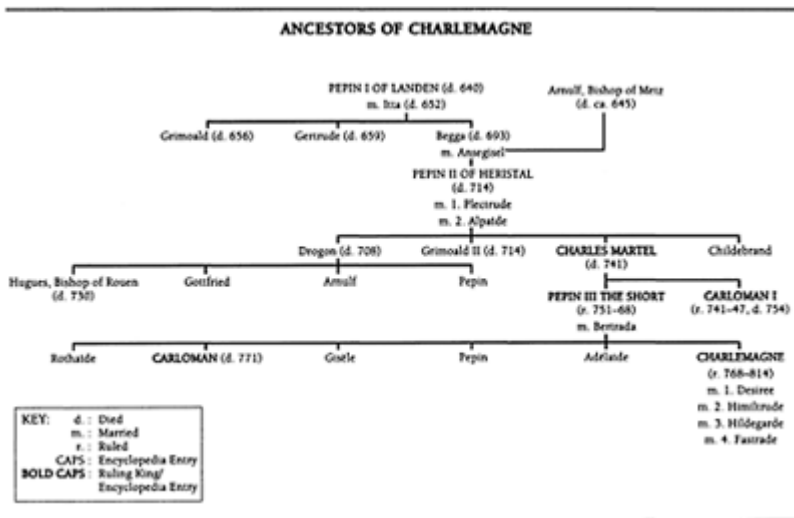 ANCESTORS OF CHARLEMAGNE
PEPIN I OF LANDEN (d. 640)
m. Itta (d. 652)
Arnulf, Bishop of Metz
(d. ca. 645)
Grimoald (d. 656)
Gertrude (d. 659)
Begga (d. 693)
m. Ansegisel
PEPIN II OF HERISTAL
(d. 714)
m. 1. Plectrude
m. 2. Alpaïde
Drogon (d. 708)
Grimoald II (d. 714)
CHARLES MARTEL
(d. 741)
Childebrand
Hugues, Bishop of Rouen
(d. 730)
Gottfried
Arnulf
Pepin
PEPIN III THE SHORT
(r. 751–68)
m. Bertrada
CARLOMAN I
(r. 741–47, d. 754)
Rothaïde
CARLOMAN (d. 771)
Gisèle
Pepin
Adelaide
CHARLEMAGNE
(r. 768–814)
m. 1. Desiree
m. 2. Himiltrude
m. 3. Hildegarde
m. 4. Fastrade
KEY: d. : Died
m. : Married
r. : Ruled
CAPS : Encyclopedia Entry
BOLD CAPS : Ruling King/
Encyclopedia Entry